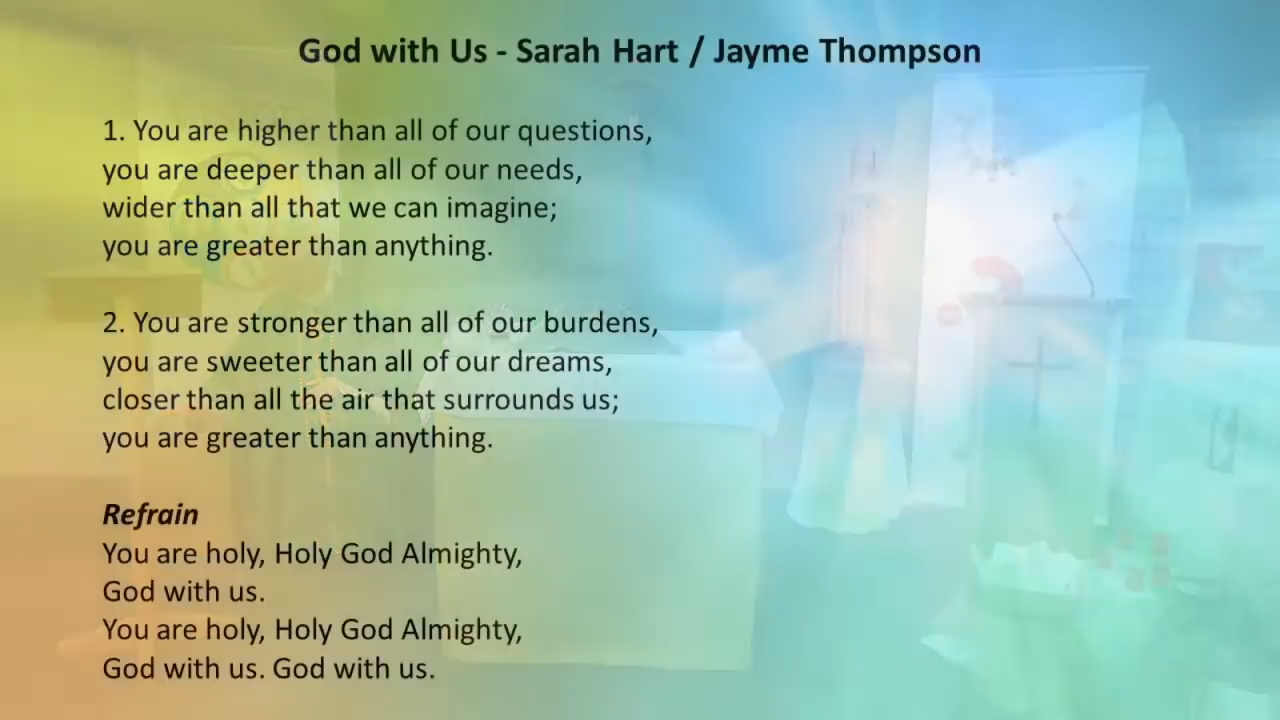 God with Us - Sarah Hart / Jayme Thompson
1. You are higher than all of our questions,
you are deeper than all of our needs,
wider than all that we can imagine;
you are greater than anything.
2. You are stronger than all of our burdens,
you are sweeter than all of our dreams,
closer than all the air that surrounds us;
you are greater than anything.
Refrain
You are holy, Holy God Almighty,
God with us.
You are holy, Holy God Almighty,
God with us. God with us.